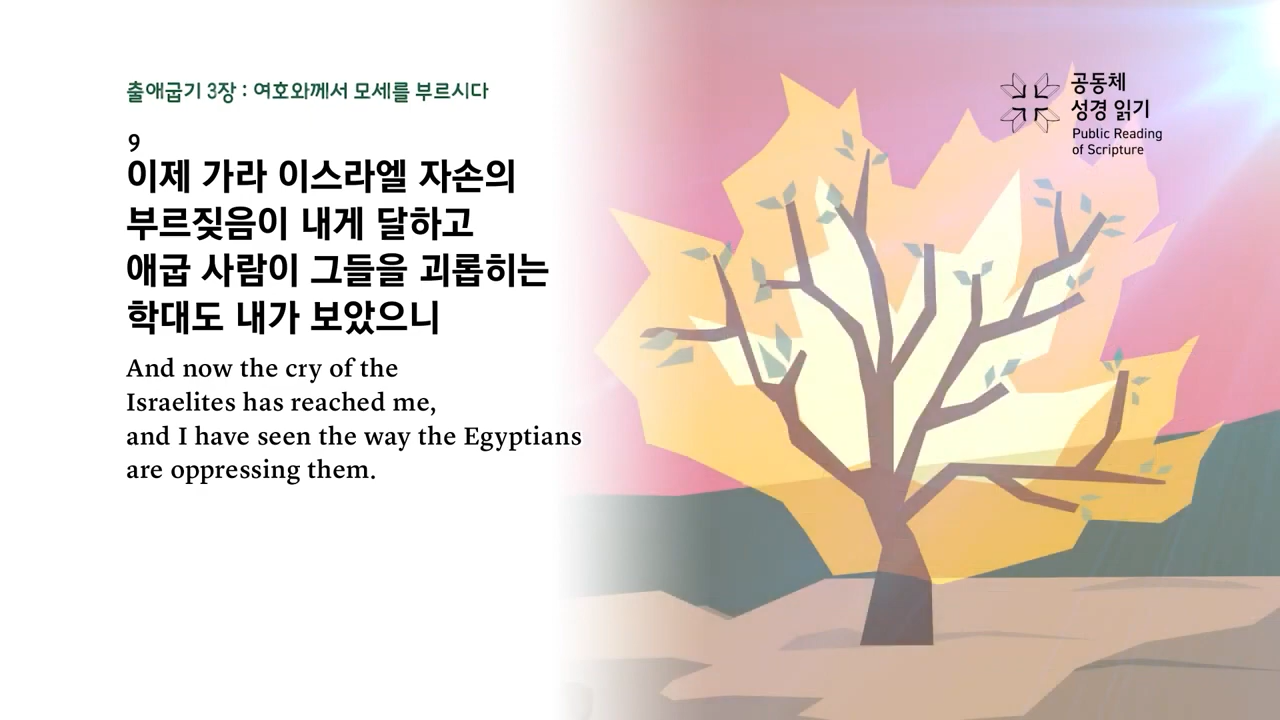 출애굽기 3장 : 여호와께서 모세를 부르시다
9
이제 가라 이스라엘 자손의
부르짖음이 내게 달하고
애굽 사람이 그들을 괴롭히는
학대도 내가 보았으니
And now the cry of the
Israelites has reached me,
and I have seen the way the Egyptians
are oppressing them.
공동체
성경 읽기
Public Reading
of Scripture